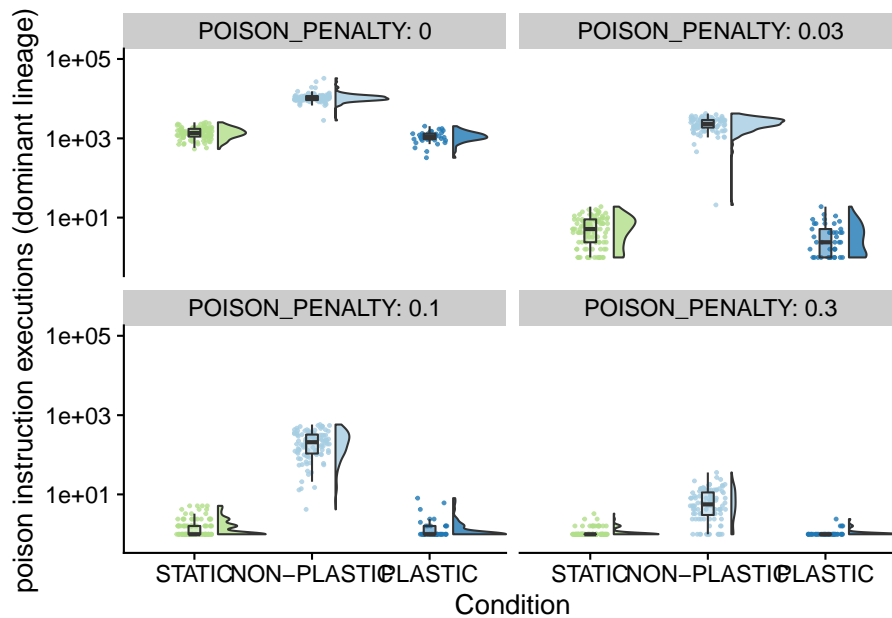 POISON_PENALTY: 0
POISON_PENALTY: 0.03
1e+05
1e+03
1e+01
POISON_PENALTY: 0.1
POISON_PENALTY: 0.3
1e+05
1e+03
1e+01
STATIC NON−PLASTIC PLASTIC
STATIC NON−PLASTIC PLASTIC
Condition
poison instruction executions (dominant lineage)